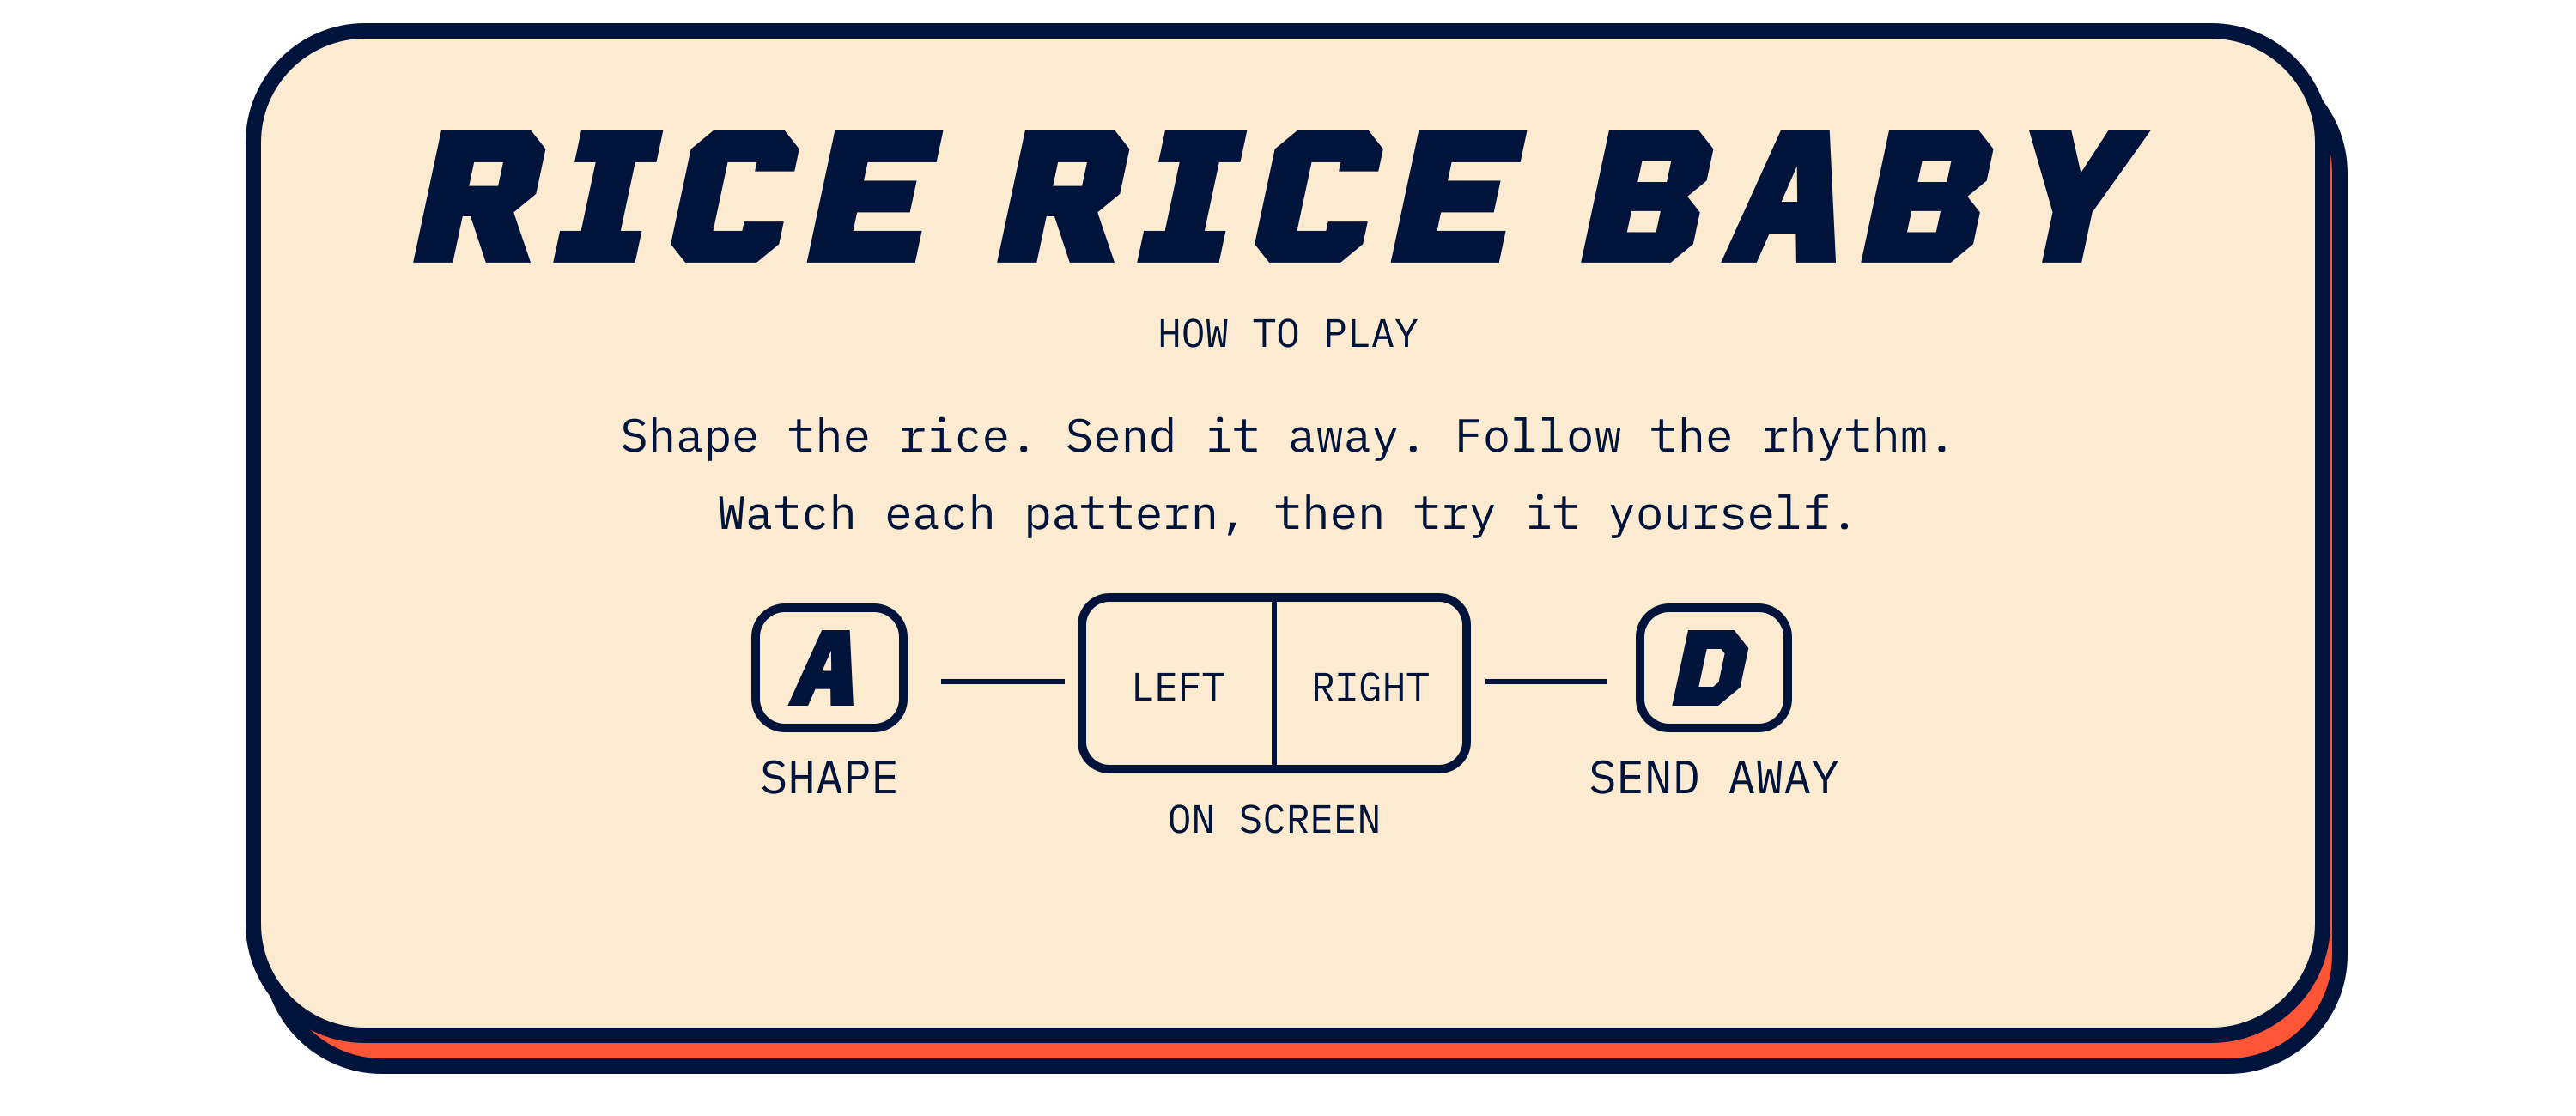 RICE RICE BABY
HOW TO PLAY
Shape the rice. Send it away. Follow the rhythm.
Watch each pattern, then try it yourself.
A
LEFT
RIGHT
D
SHAPE
SEND AWAY
ON SCREEN